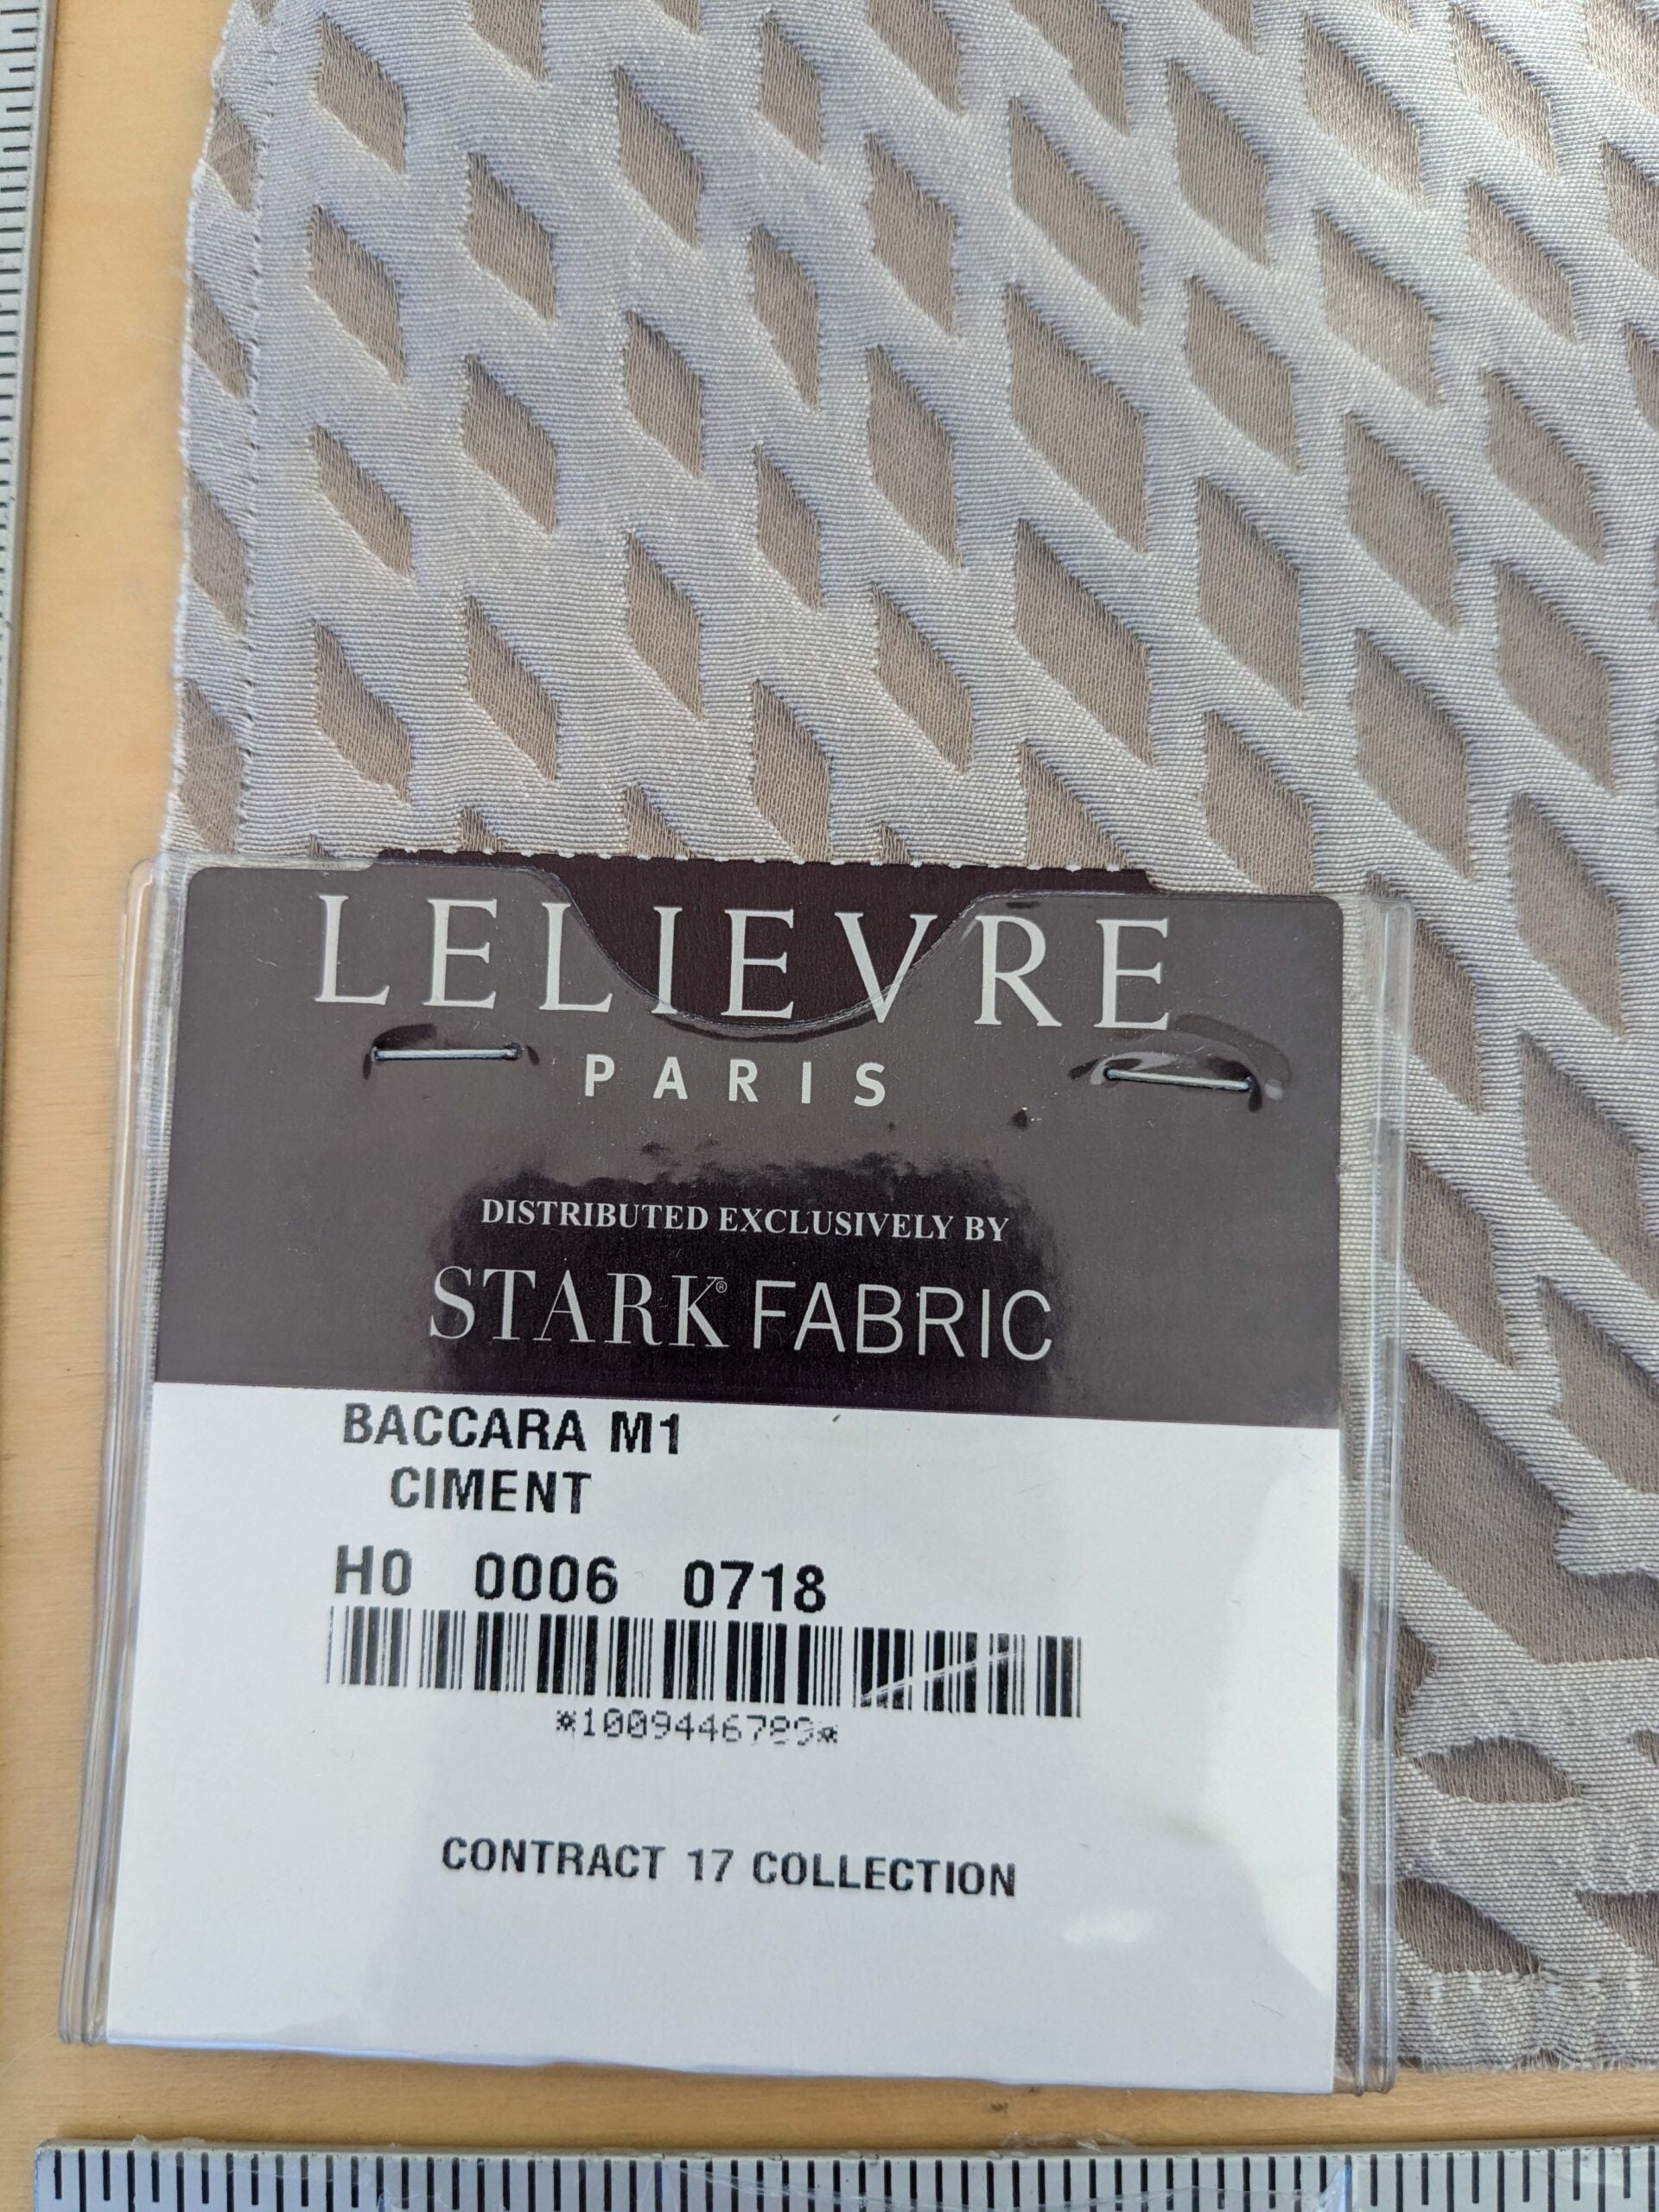 LELIEVRE
PARIS
DISTRIBUTED EXCLUSIVELY BY
STARK® FABRIC
BACCARA M1
CIMENT
H0 0006 0718
*1009446789*
CONTRACT 17 COLLECTION